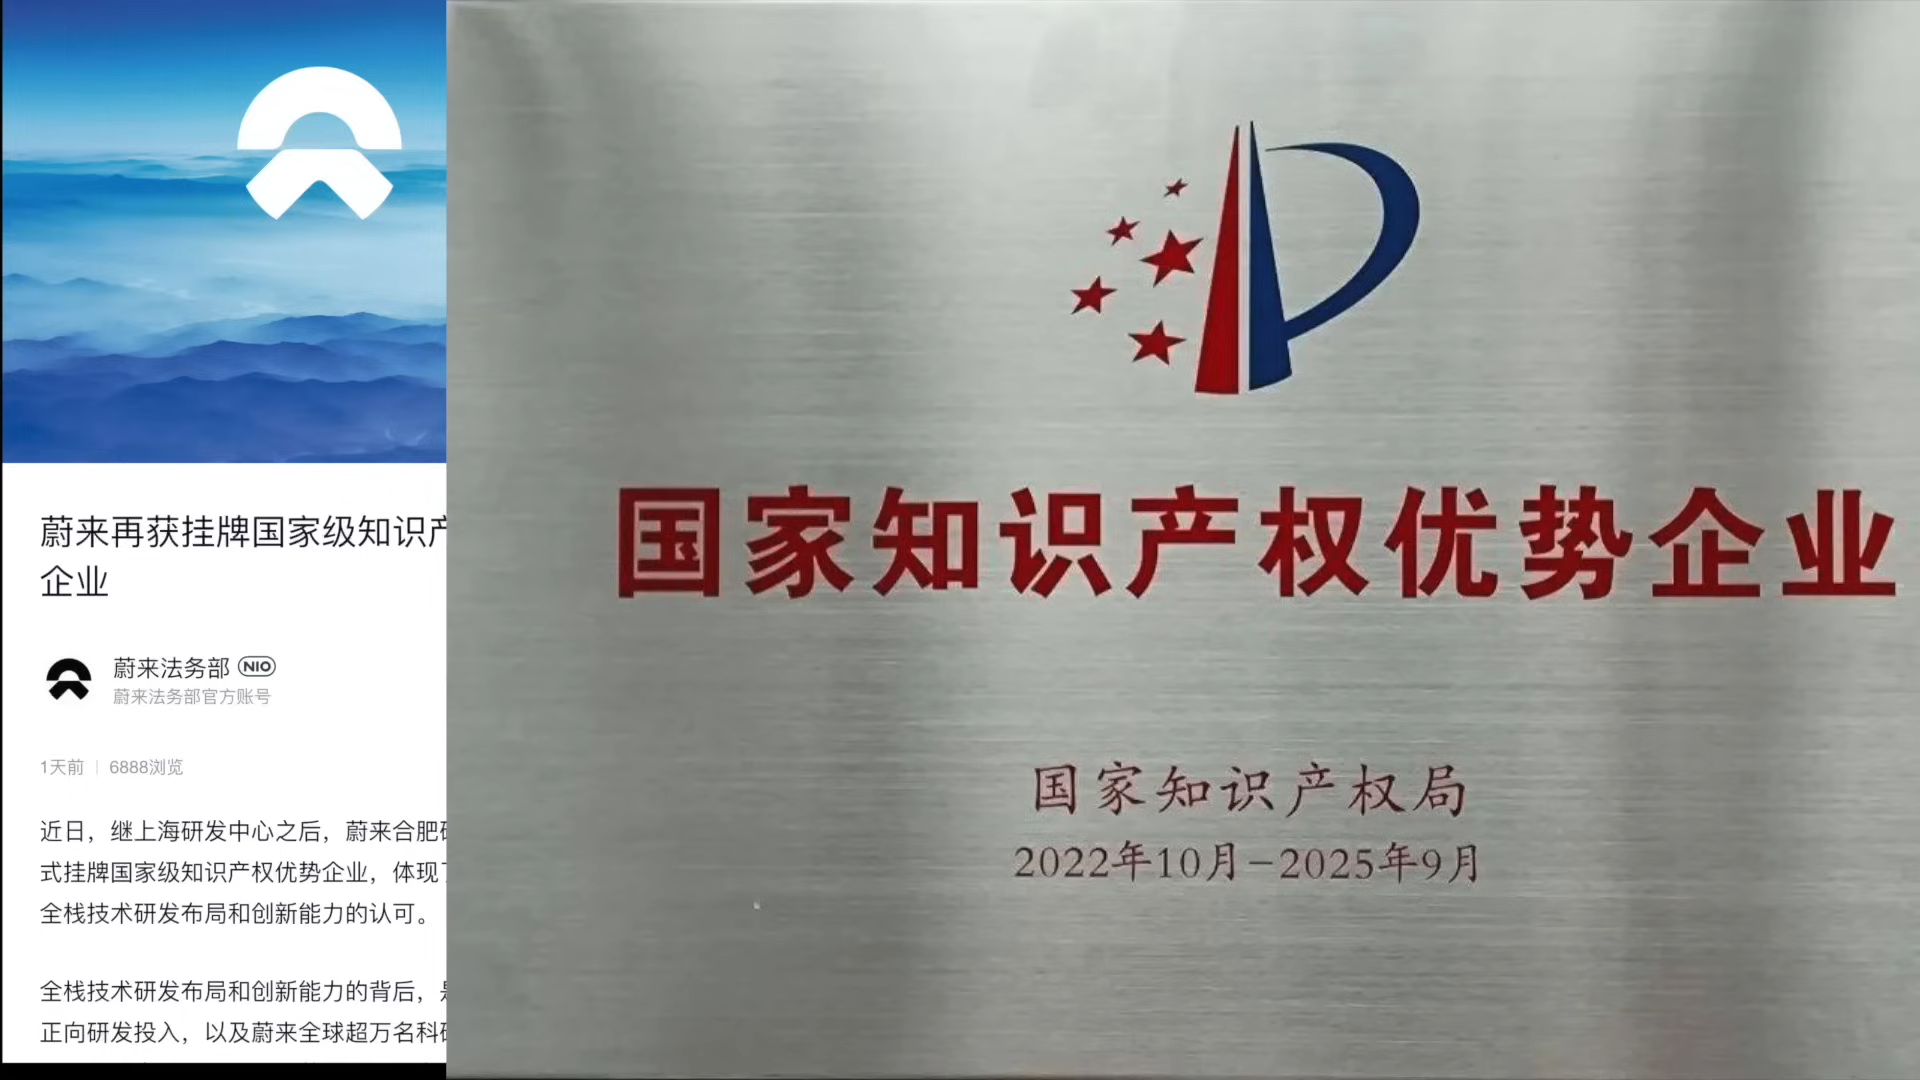 蔚来再获挂牌国家级知识产
企业
蔚来法务部 NIO
蔚来法务部官方账号
1天前 | 6888浏览
近日，继上海研发中心之后，蔚来合肥
式挂牌国家级知识产权优势企业，体现
全栈技术研发布局和创新能力的认可。
全栈技术研发布局和创新能力的背后，
正向研发投入，以及蔚来全球超万名科
国家知识产权优势企业
国家知识产权局
2022年10月-2025年9月